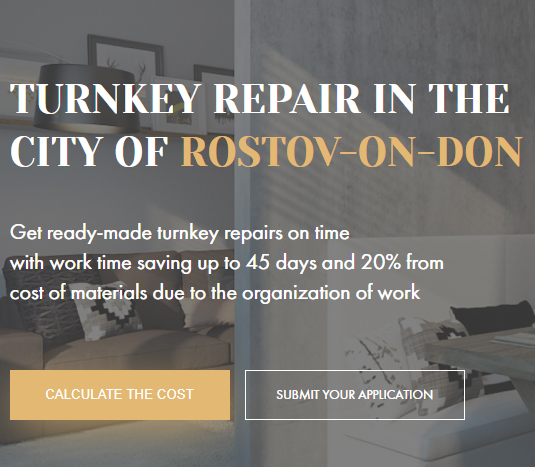 TURNKEY REPAIR IN THE
CITY OF ROSTOV-ON-DON
Get ready-made turnkey repairs on time
with work time saving up to 45 days and 20% from
cost of materials due to the organization of work
CALCULATE THE COST
SUBMIT YOUR APPLICATION